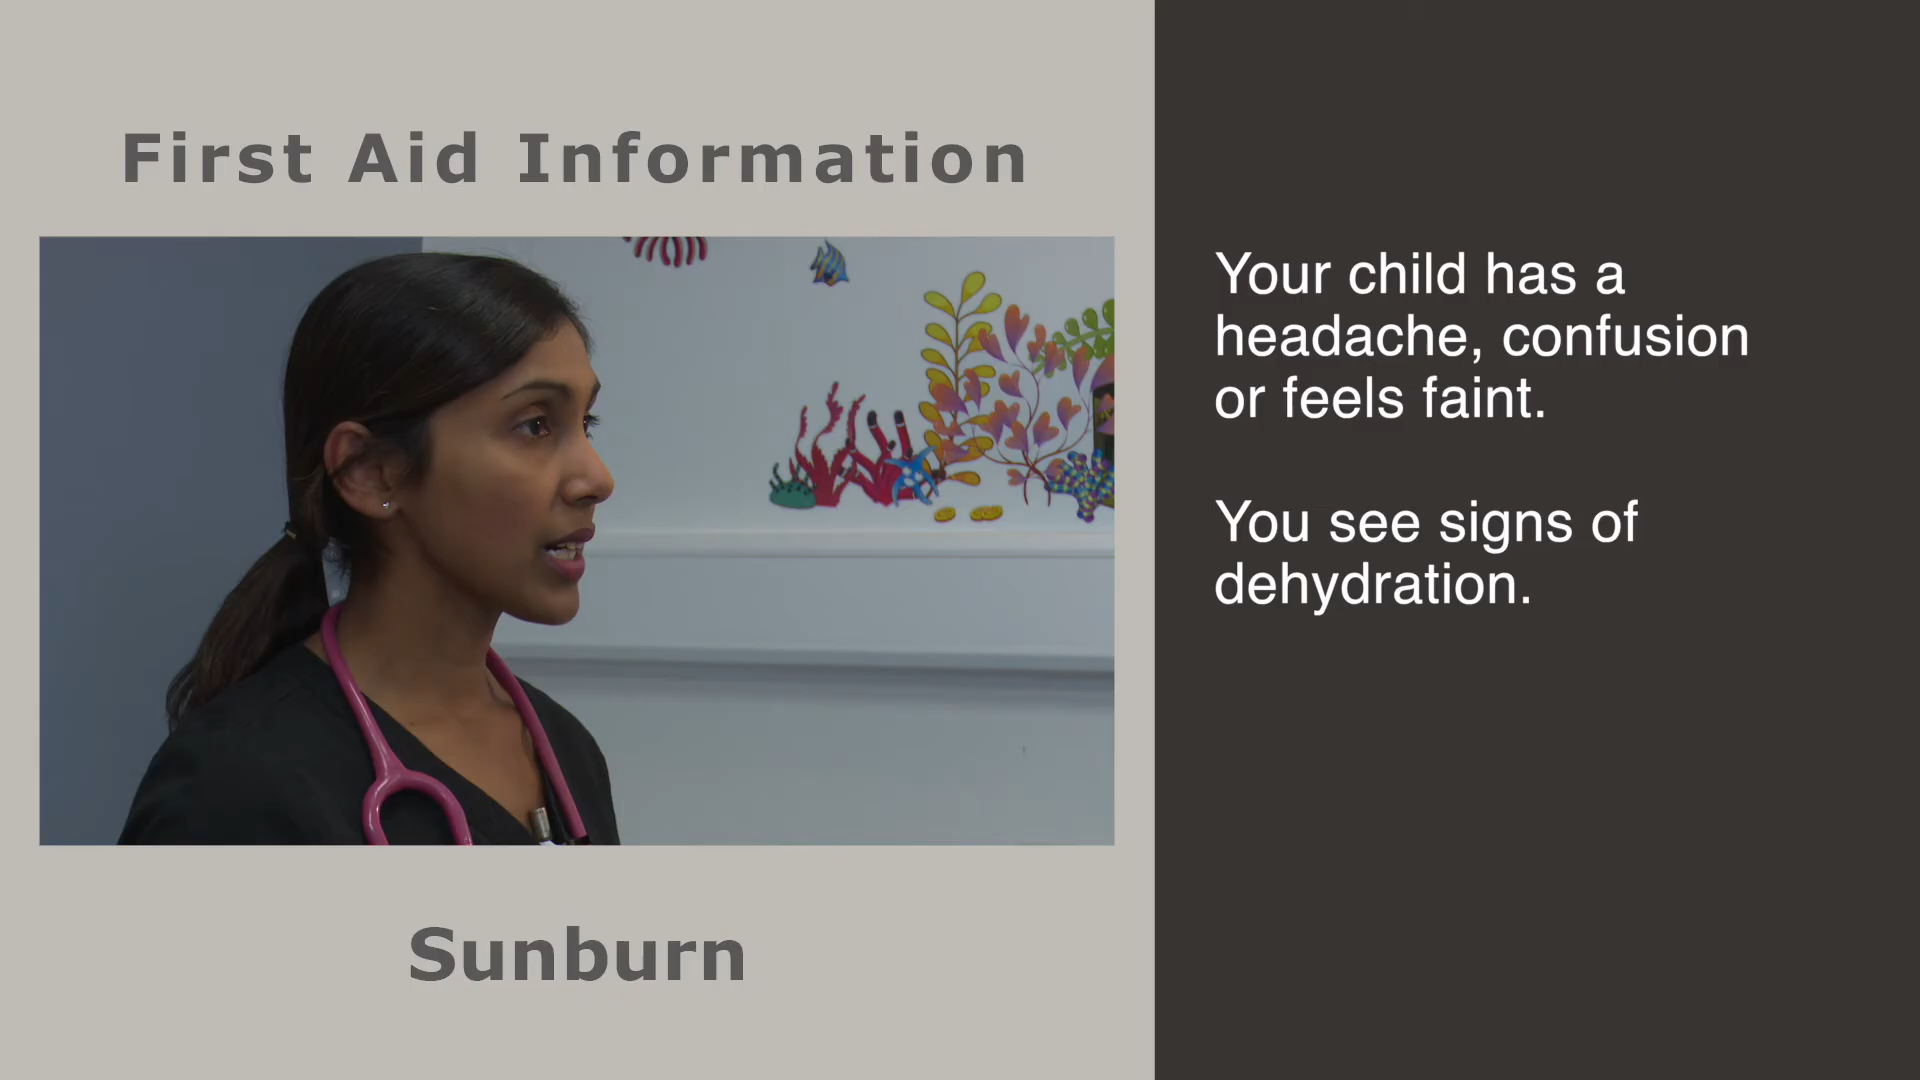 First Aid Information
Your child has a
headache, confusion
or feels faint.
You see signs of
dehydration.
Sunburn